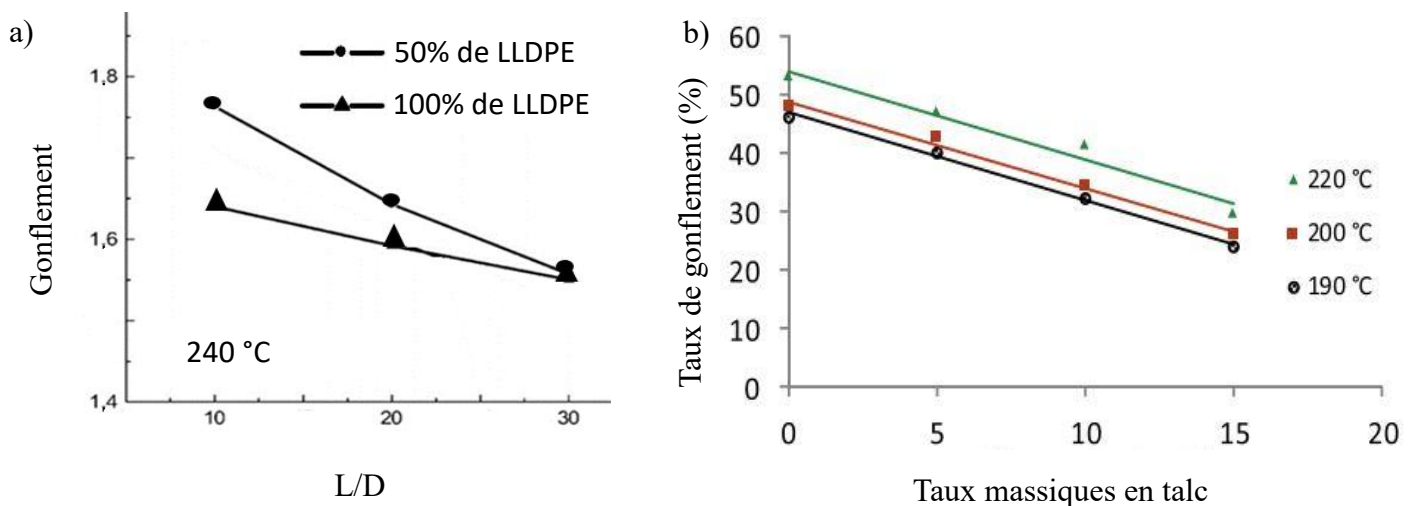 a)
50% de LLDPE
100% de LLDPE
1,8
1,6
1,4
Gonflement
240 °C
10 20 30
L/D
b)
60
50
40
30
20
10
0
Taux de gonflement (%)
220 °C
200 °C
190 °C
0 5 10 15 20
Taux massiques en talc